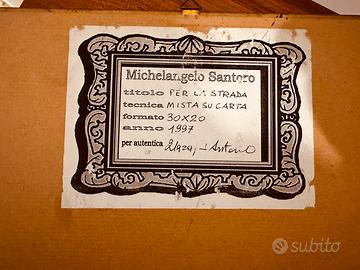 Michelangelo Santoro
titolo PER LA STRADA
tecnica MISTA SU CARTA
formato 30X20
anno 1997
per autentica
subito